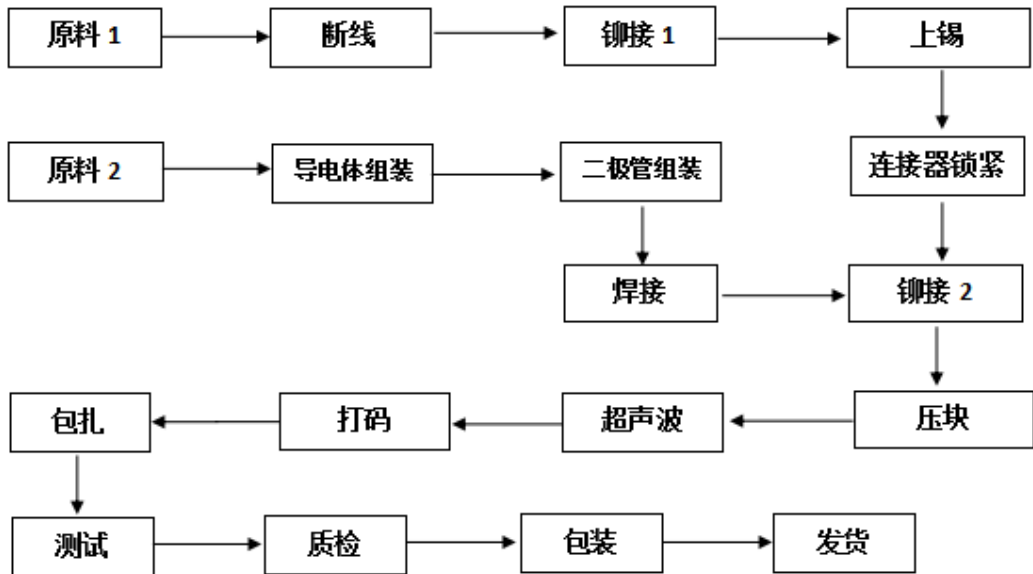 原料 1
断线
铆接 1
上锡
原料 2
导电体组装
二极管组装
连接器锁紧
焊接
铆接 2
包扎
打码
超声波
压块
测试
质检
包装
发货